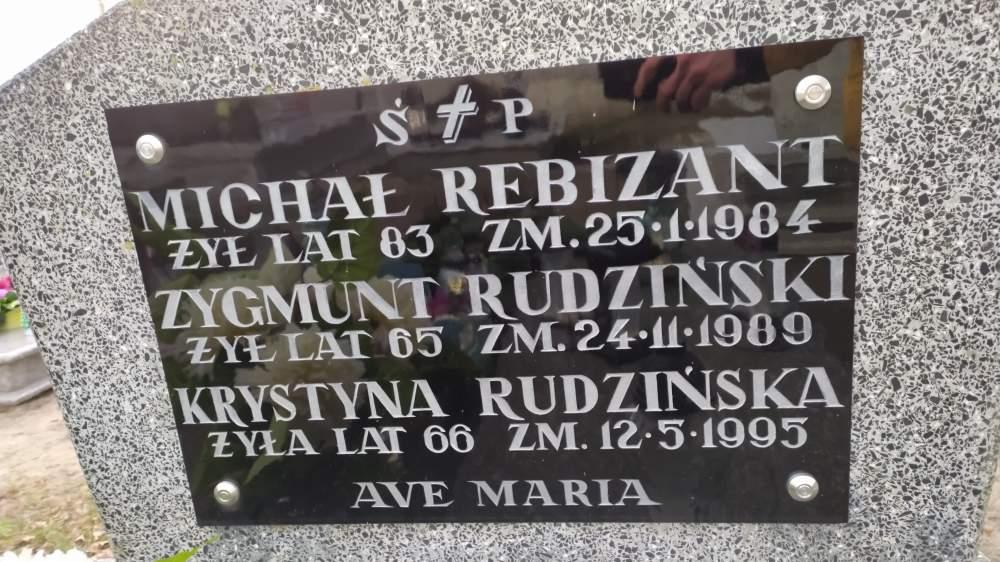 Ś P
MICHAŁ REBIZANT
ŻYŁ LAT 83 ZM. 25·1·1984
ZYGMUNT RUDZIŃSKI
ŻYŁ LAT 65 ZM. 24·11·1989
KRYSTYNA RUDZIŃSKA
ŻYŁA LAT 66 ZM. 12·5·1995
AVE MARIA